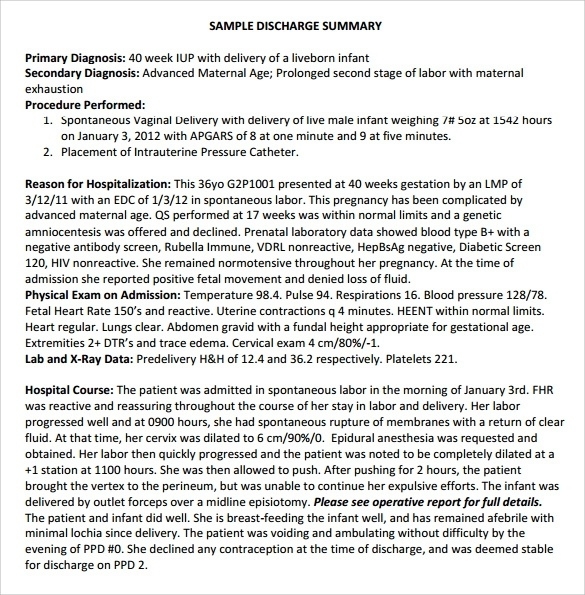 SAMPLE DISCHARGE SUMMARY
Primary Diagnosis: 40 week IUP with delivery of a liveborn infant
Secondary Diagnosis: Advanced Maternal Age; Prolonged second stage of labor with maternal
exhaustion
Procedure Performed:
1. Spontaneous Vaginal Delivery with delivery of live male infant weighing 7# 5oz at 1542 hours
on January 3, 2012 with APGARS of 8 at one minute and 9 at five minutes.
2. Placement of Intrauterine Pressure Catheter.
Reason for Hospitalization: This 36yo G2P1001 presented at 40 weeks gestation by an LMP of
3/12/11 with an EDC of 1/3/12 in spontaneous labor. This pregnancy has been complicated by
advanced maternal age. QS performed at 17 weeks was within normal limits and a genetic
amniocentesis was offered and declined. Prenatal laboratory data showed blood type B+ with a
negative antibody screen, Rubella Immune, VDRL nonreactive, HepBsAg negative, Diabetic Screen
120, HIV nonreactive. She remained normotensive throughout her pregnancy. At the time of
admission she reported positive fetal movement and denied loss of fluid.
Physical Exam on Admission: Temperature 98.4. Pulse 94. Respirations 16. Blood pressure 128/78.
Fetal Heart Rate 150's and reactive. Uterine contractions q 4 minutes. HEENT within normal limits.
Heart regular. Lungs clear. Abdomen gravid with a fundal height appropriate for gestational age.
Extremities 2+ DTR's and trace edema. Cervical exam 4 cm/80%/-1.
Lab and X-Ray Data: Predelivery H&H of 12.4 and 36.2 respectively. Platelets 221.
Hospital Course: The patient was admitted in spontaneous labor in the morning of January 3rd. FHR
was reactive and reassuring throughout the course of her stay in labor and delivery. Her labor
progressed well and at 0900 hours, she had spontaneous rupture of membranes with a return of clear
fluid. At that time, her cervix was dilated to 6 cm/90%/0. Epidural anesthesia was requested and
obtained. Her labor then quickly progressed and the patient was noted to be completely dilated at a
+1 station at 1100 hours. She was then allowed to push. After pushing for 2 hours, the patient
brought the vertex to the perineum, but was unable to continue her expulsive efforts. The infant was
delivered by outlet forceps over a midline episiotomy. Please see operative report for full details.
The patient and infant did well. She is breast-feeding the infant well, and has remained afebrile with
minimal lochia since delivery. The patient was voiding and ambulating without difficulty by the
evening of PPD #0. She declined any contraception at the time of discharge, and was deemed stable
for discharge on PPD 2.